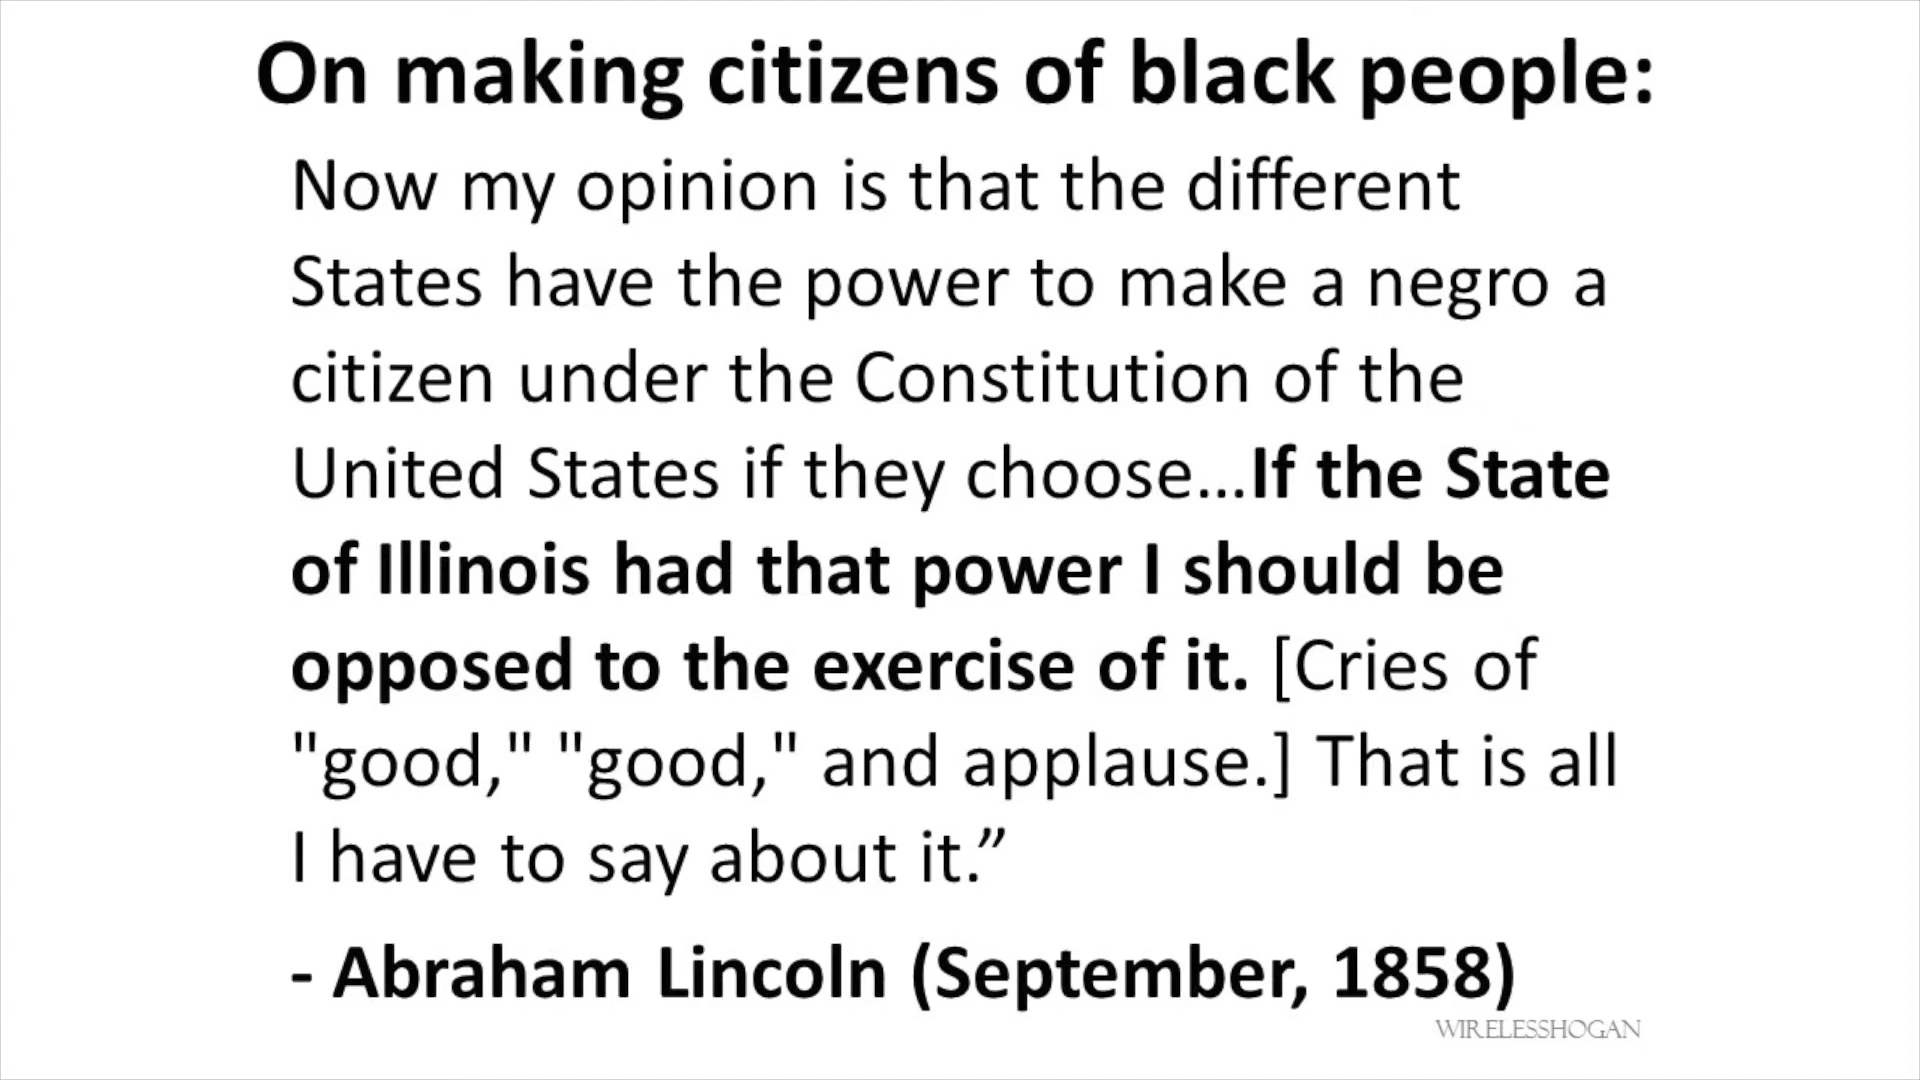 On making citizens of black people:
Now my opinion is that the different
States have the power to make a negro a
citizen under the Constitution of the
United States if they choose...If the State
of Illinois had that power I should be
opposed to the exercise of it. [Cries of
"good," "good," and applause.] That is all
I have to say about it.”
- Abraham Lincoln (September, 1858)
WIRELESSHOGAN